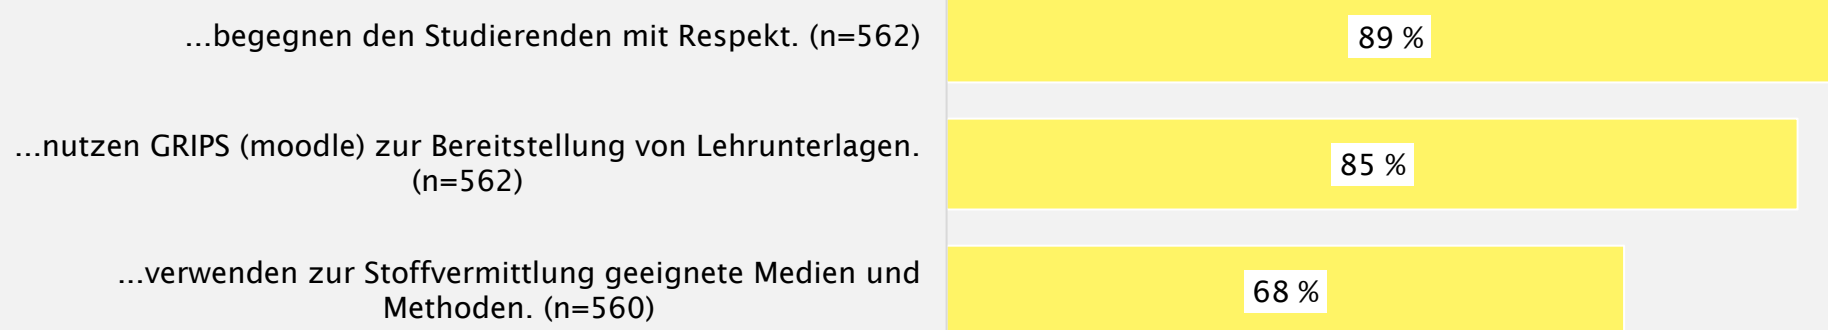 ...begegnen den Studierenden mit Respekt. (n=562)
89 %
...nutzen GRIPS (moodle) zur Bereitstellung von Lehrunterlagen.
(n=562)
85 %
...verwenden zur Stoffvermittlung geeignete Medien und
Methoden. (n=560)
68 %